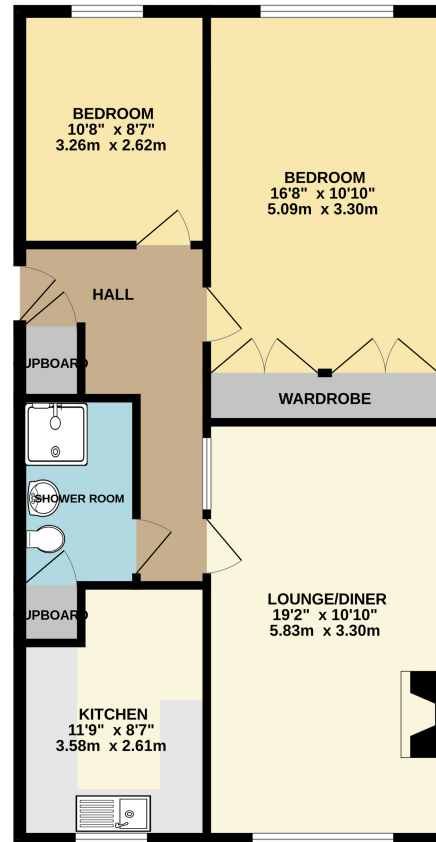 BEDROOM
10'8" x 8'7"
3.26m x 2.62m
BEDROOM
16'8" x 10'10"
5.09m x 3.30m
HALL
CUPBOARD
WARDROBE
SHOWER ROOM
CUPBOARD
LOUNGE/DINER
19'2" x 10'10"
5.83m x 3.30m
KITCHEN
11'9" x 8'7"
3.58m x 2.61m